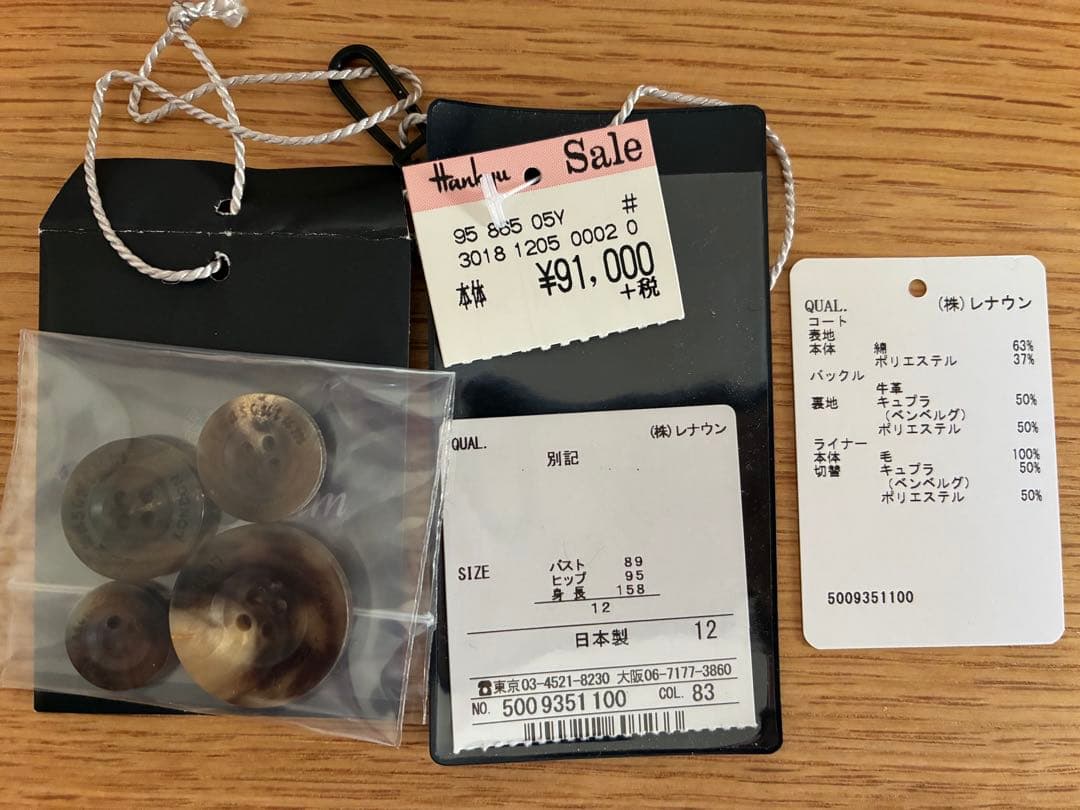 Hankyu Sale
95 865 05Y #
3018 1205 0002 0
本体 ¥91,000
+税
QUAL. (株)レナウン
別記
SIZE
バスト 89
ヒップ 95
身長 158
12
日本製 12
☎東京03-4521-8230 大阪06-7177-3860
NO. 5009351100 COL. 83
QUAL. (株)レナウン
コート
表地
本体 綿 63%
ポリエステル 37%
バックル
牛革
裏地 キュプラ 50%
(ベンベルグ)
ポリエステル 50%
ライナー
本体 毛 100%
切替 キュプラ 50%
(ベンベルグ)
ポリエステル 50%
5009351100